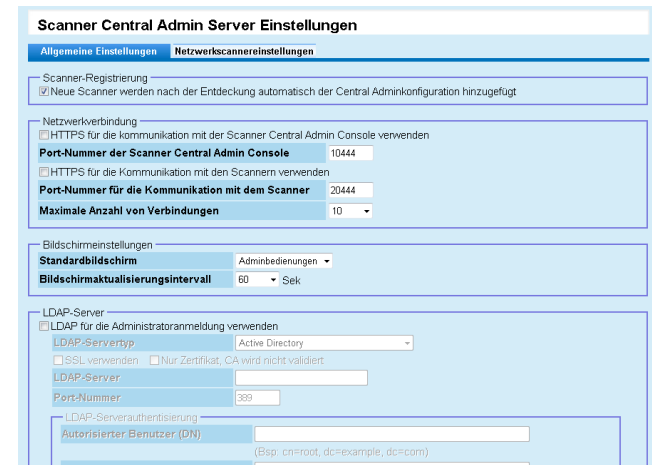 Scanner Central Admin Server Einstellungen
Allgemeine Einstellungen Netzwerkscannereinstellungen
Scanner-Registrierung
Neue Scanner werden nach der Entdeckung automatisch der Central Adminkonfiguration hinzugefügt
Netzwerkverbindung
HTTPS für die kommunikation mit der Scanner Central Admin Console verwenden
Port-Nummer der Scanner Central Admin Console 10444
HTTPS für die Kommunikation mit den Scannern verwenden
Port-Nummer für die Kommunikation mit dem Scanner 20444
Maximale Anzahl von Verbindungen 10
Bildschirmeinstellungen
Standardbildschirm Adminbedienungen
Bildschirmaktualisierungsintervall 60 Sek
LDAP-Server
LDAP für die Administratoranmeldung verwenden
LDAP-Servertyp Active Directory
SSL verwenden Nur Zertifikat, CA wird nicht validiert
LDAP-Server
Port-Nummer 389
LDAP-Serverauthentisierung
Autorisierter Benutzer (DN)
(Bsp. cn=root, dc=example, dc=com)